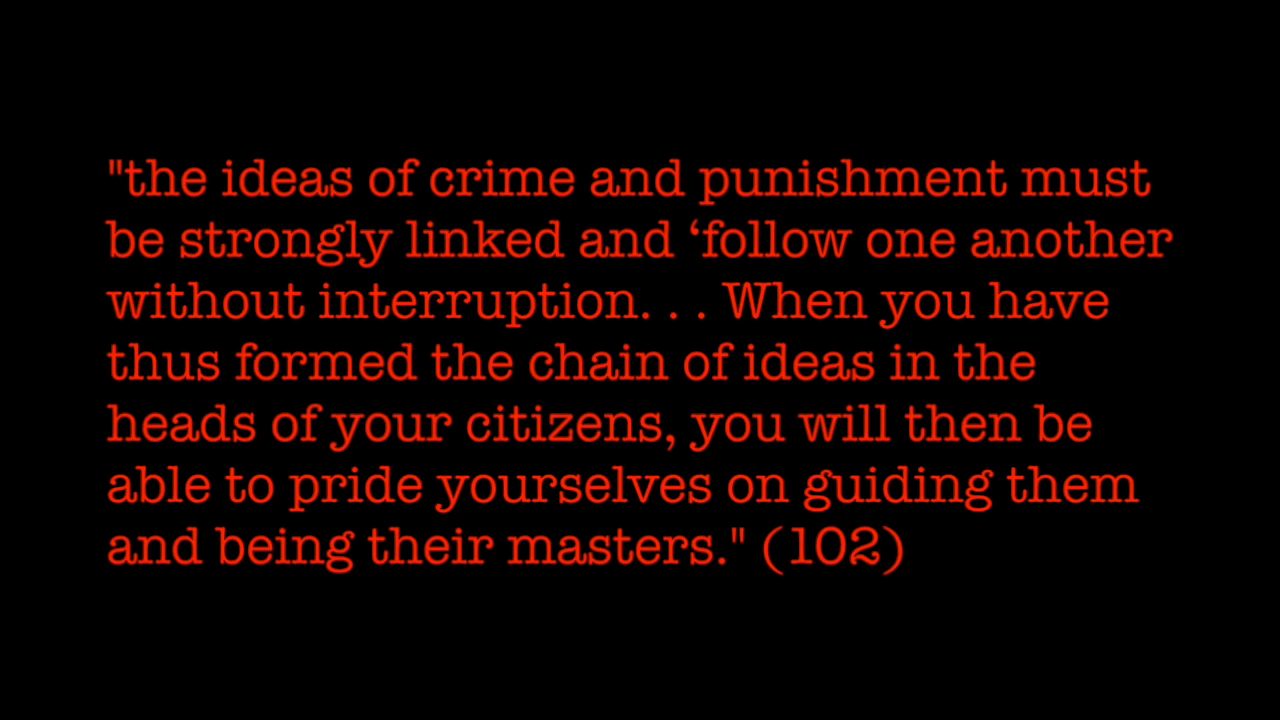 "the ideas of crime and punishment must
be strongly linked and ‘follow one another
without interruption. . . When you have
thus formed the chain of ideas in the
heads of your citizens, you will then be
able to pride yourselves on guiding them
and being their masters." (102)